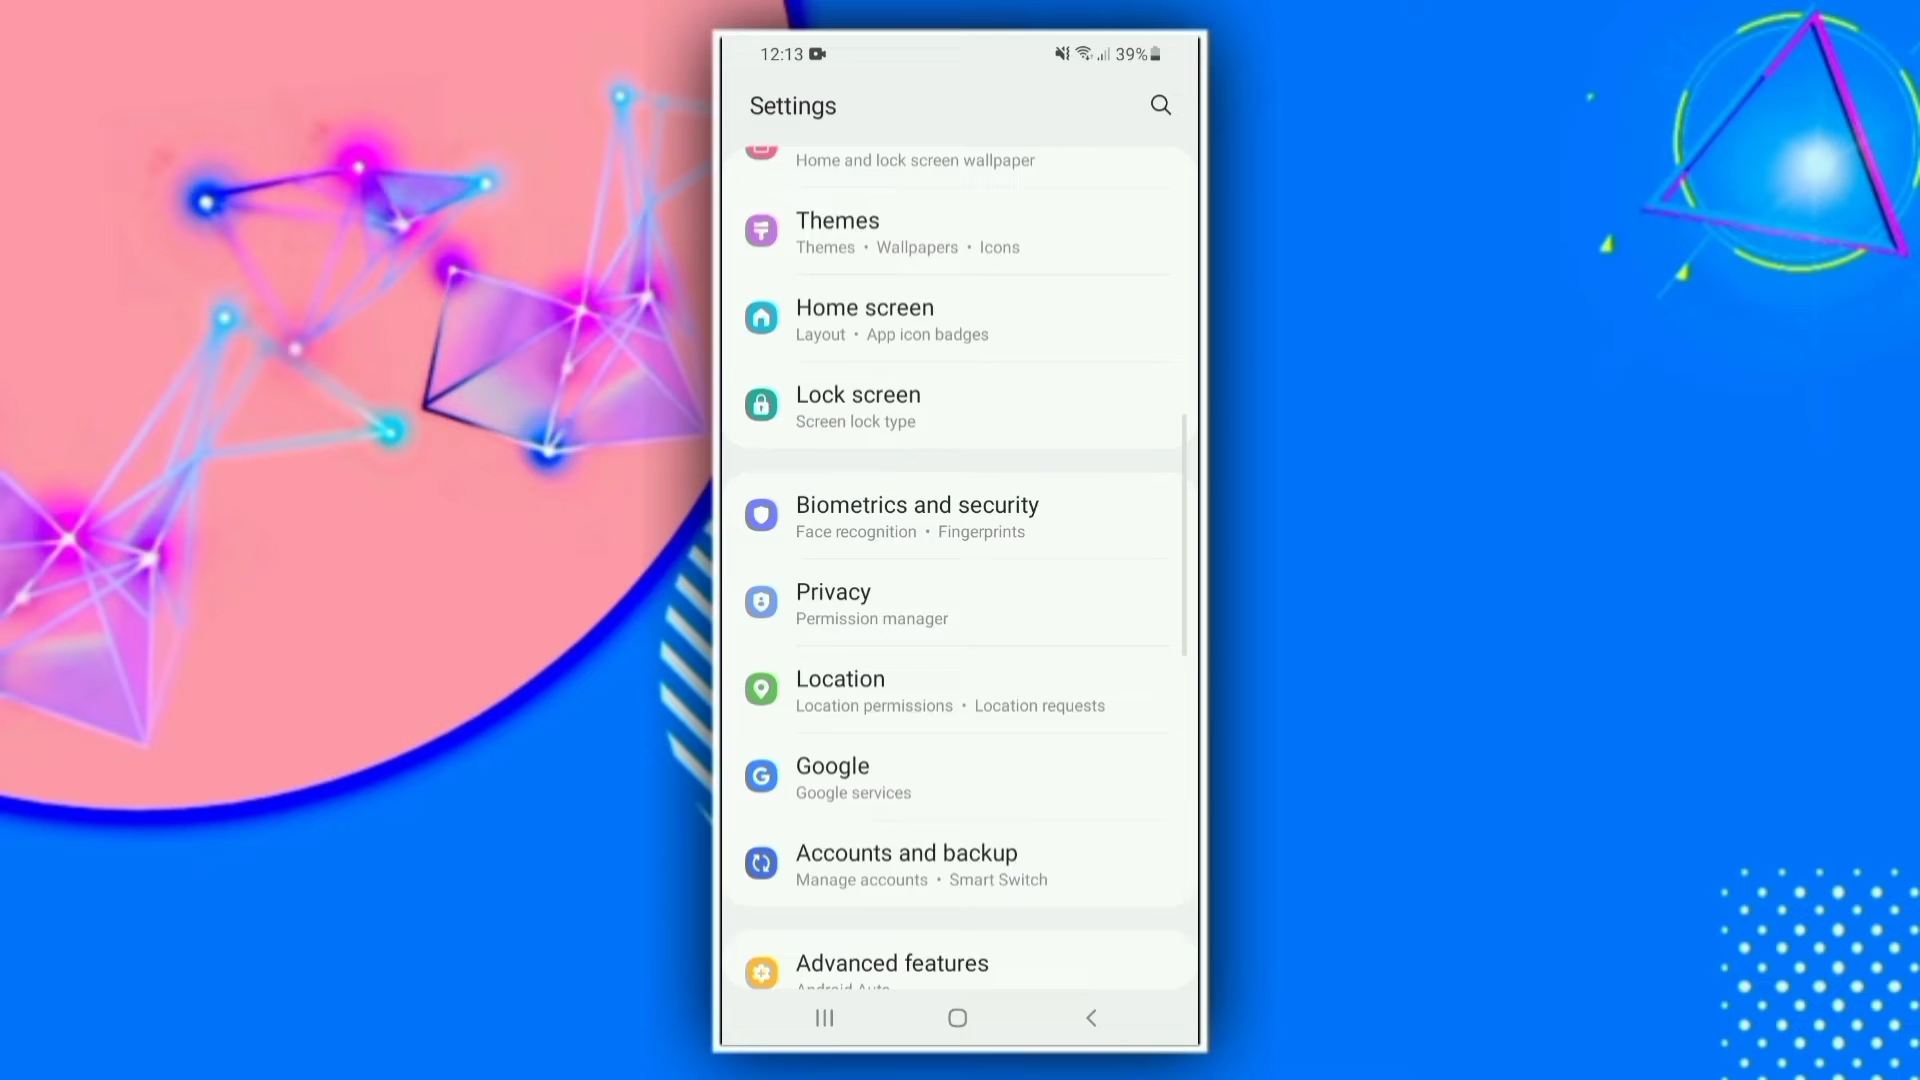 12:13
39%
Settings
Home and lock screen wallpaper
Themes
Themes • Wallpapers • Icons
Home screen
Layout • App icon badges
Lock screen
Screen lock type
Biometrics and security
Face recognition • Fingerprints
Privacy
Permission manager
Location
Location permissions • Location requests
Google
Google services
Accounts and backup
Manage accounts • Smart Switch
Advanced features
Android Auto